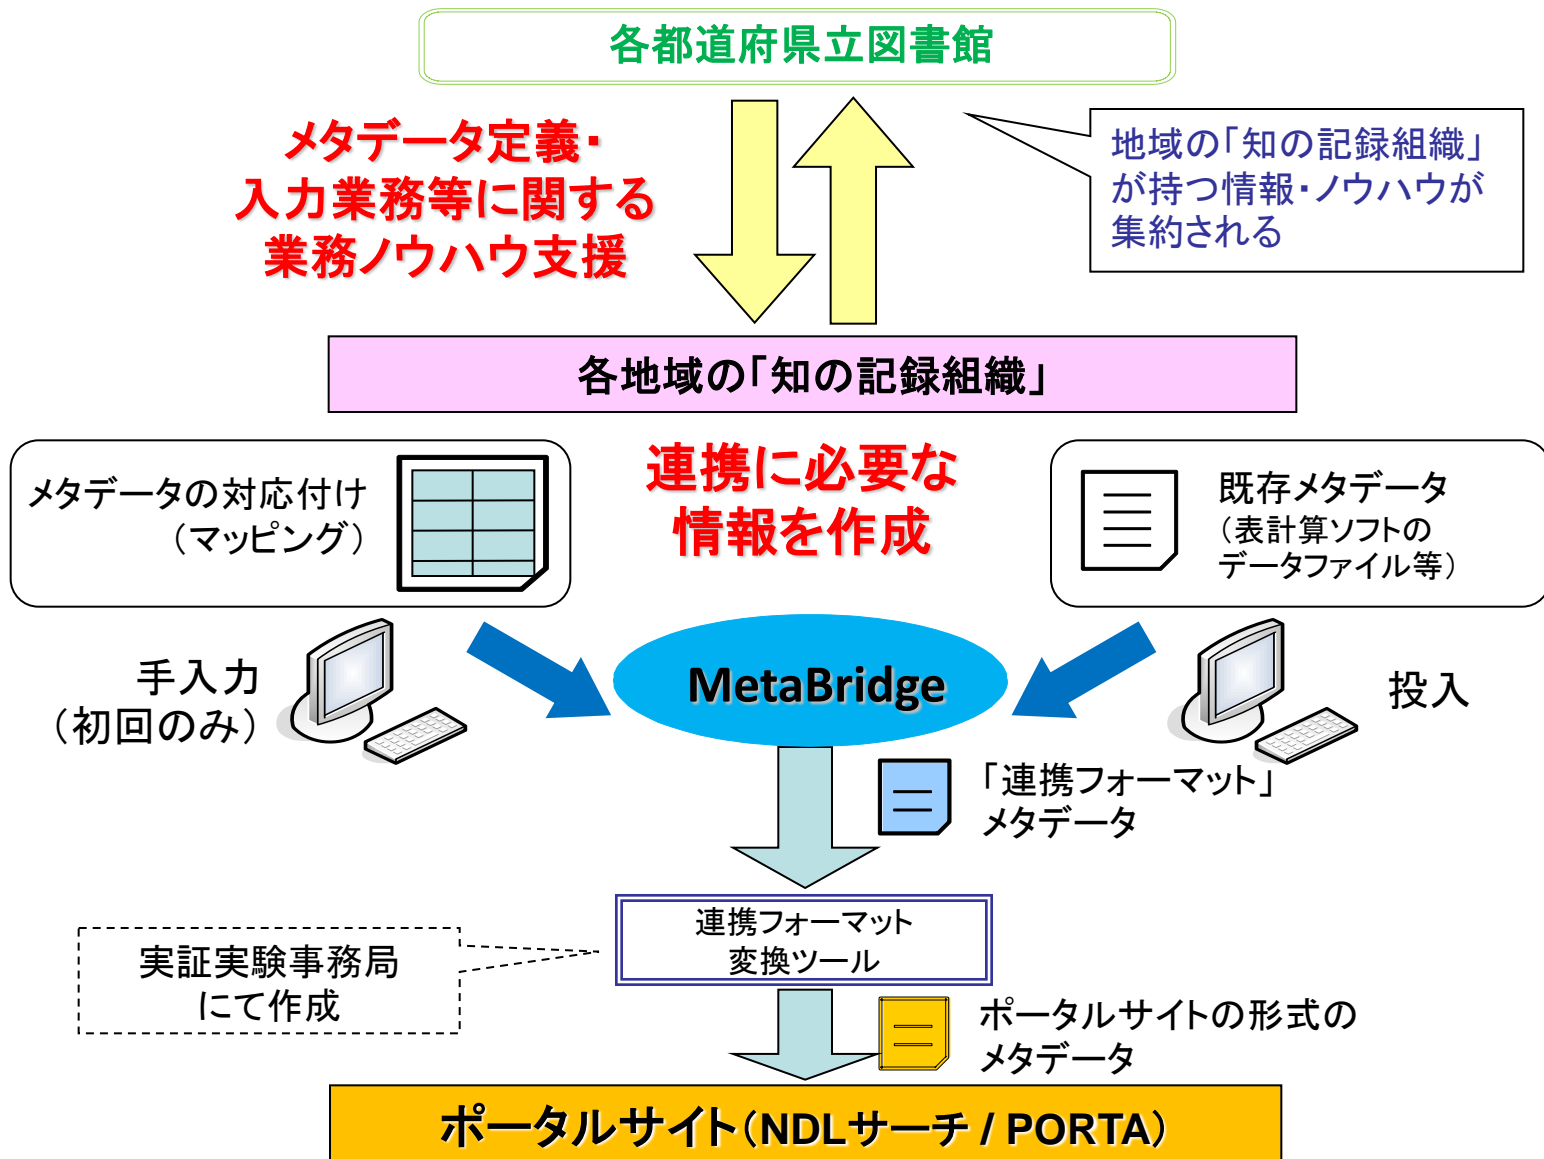 各都道府県立図書館
メタデータ定義・
入力業務等に関する
業務ノウハウ支援
地域の「知の記録組織」
が持つ情報・ノウハウが
集約される
各地域の「知の記録組織」
メタデータの対応付け
（マッピング）
連携に必要な
情報を作成
既存メタデータ
（表計算ソフトの
データファイル等）
手入力
（初回のみ）
MetaBridge
投入
「連携フォーマット」
メタデータ
連携フォーマット
変換ツール
実証実験事務局
にて作成
ポータルサイトの形式の
メタデータ
ポータルサイト（NDLサーチ / PORTA）